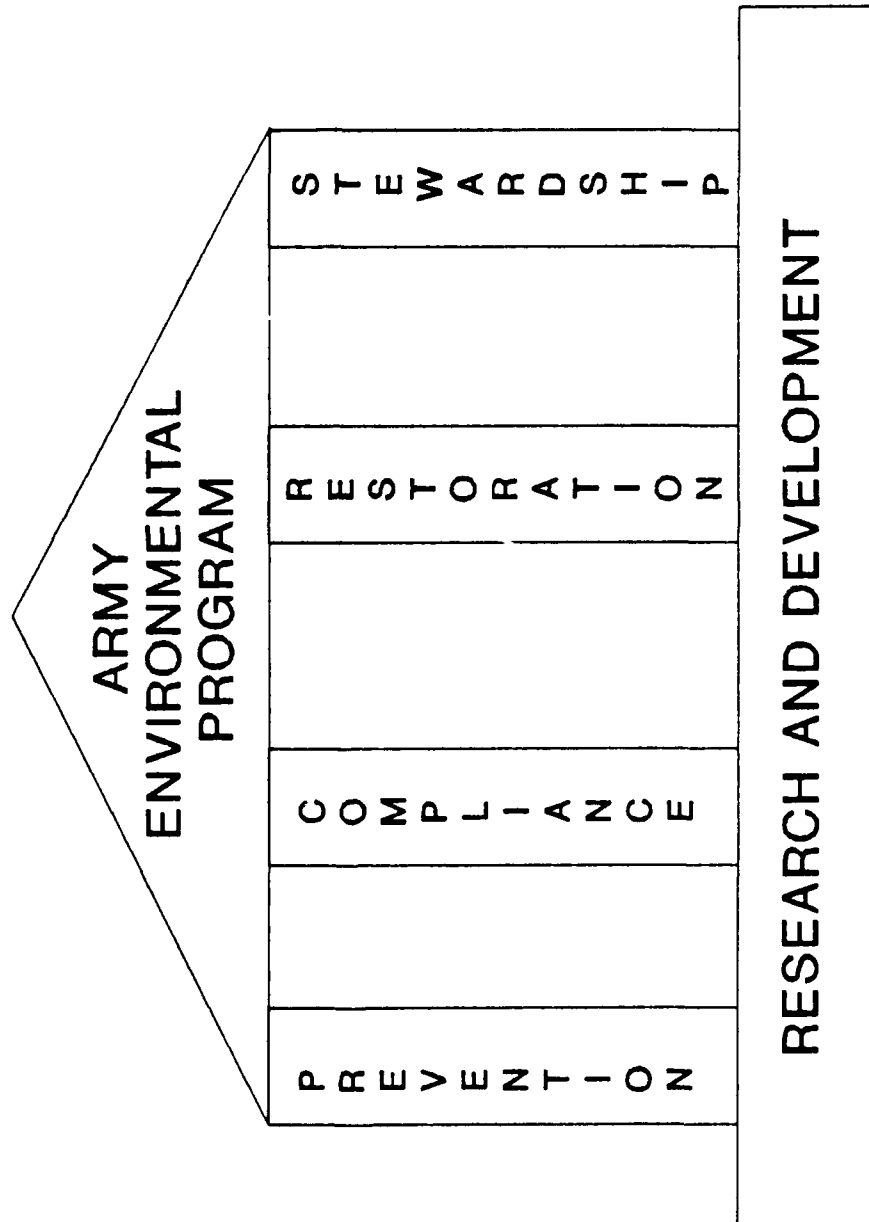 ARMY
ENVIRONMENTAL
PROGRAM
PREVENTION
COMPLIANCE
RESTORATION
STEWARDSHIP
RESEARCH AND DEVELOPMENT